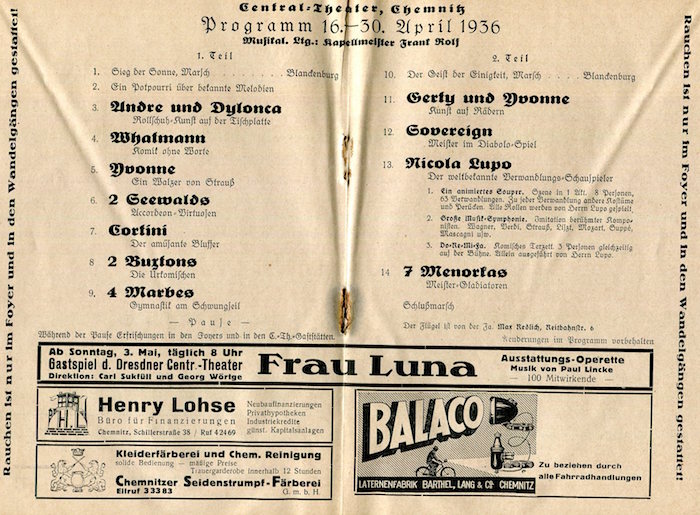 Central-Theater, Chemnitz
Programm 16.—30. April 1936
Musikal. Ltg.: Kapellmeister Frank Rolf
1. Teil
1. Sieg der Sonne, Marsch . . . . Blanckenburg
2. Ein Potpourri über bekannte Melodien
3. Andre und Dylonca
Rollschuh-Kunst auf der Tischplatte
4. Whatmann
Komik ohne Worte
5. Yvonne
Ein Walzer von Strauß
6. 2 Seewalds
Accordeon-Virtuosen
7. Cortini
Der amüsante Bluffer
8 2 Buxtons
Die Urkomischen
9. 4 Marbes
Gymnastik am Schwungseil
— Pause —
Während der Pause Erfrischungen in den Foyers und in den C.-Th.-Gaststätten.
2. Teil
10. Der Geist der Einigkeit, Marsch . . . . Blankenburg
11. Gerty und Yvonne
Kunst auf Rädern
12. Sovereign
Meister im Diabolo-Spiel
13. Nicola Lupo
Der weltbekannte Verwandlungs-Schauspieler
1. Ein animiertes Souper. Szene in 1 Akt. 8 Personen,
63 Verwandlungen. Zu jeder Verwandlung andere Kostüme
und Perücken. Alle Rollen werden von Herrn Lupo gespielt.
2. Große Musik-Symphonie. Imitation berühmter Kompo-
nisten. Wagner, Verdi, Strauß, Liszt, Mozart, Suppé,
Mascagni usw.
3. Do-Re-Mi-Fa. Komisches Terzett. 3 Personen gleichzeitig
auf der Bühne. Allein ausgeführt von Herrn Lupo.
14. 7 Menorkas
Meister-Gladiatoren
Schlußmarsch
Der Flügel ist von der Fa. Max Redlich, Reitbahnstr. 6
Aenderungen im Programm vorbehalten
Rauchen ist nur im Foyer und in den Wandelgängen gestattet!
Rauchen ist nur im Foyer und in den Wandelgängen gestattet!
Ab Sonntag, 3. Mai, täglich 8 Uhr
Gastspiel d. Dresdner Centr.-Theater
Direktion: Carl Sukfüll und Georg Wörtge
Frau Luna
Ausstattungs-Operette
Musik von Paul Lincke
— 100 Mitwirkende —
Henry Lohse
Büro für Finanzierungen
Chemnitz, Schillerstraße 38 / Ruf 42469
Neubaufinanzierungen
Privathypotheken
Industriekredite
günst. Kapitalsanlagen
Kleiderfärberei und Chem. Reinigung
solide Bedienung — mäßige Preise
Trauergarderobe innerhalb 12 Stunden
Chemnitzer Seidenstrumpf-Färberei
Eilruf 33383 G. m. b. H.
BALACO
LATERNENFABRIK BARTHEL, LANG & Co. CHEMNITZ
Zu beziehen durch
alle Fahrradhandlungen